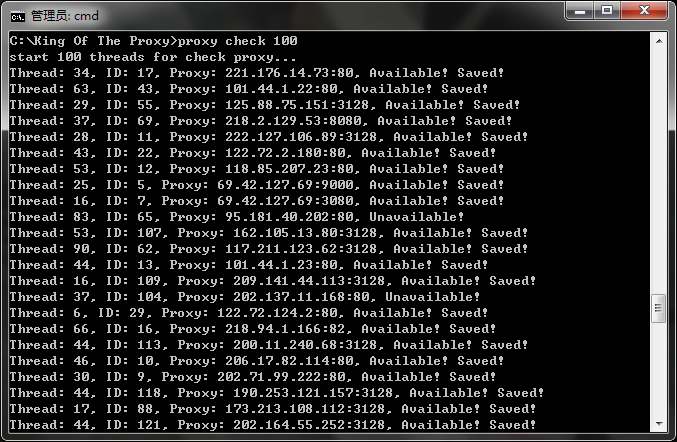 管理员: cmd
C:\King Of The Proxy>proxy check 100
start 100 threads for check proxy...
Thread: 34, ID: 17, Proxy: 221.176.14.73:80, Available! Saved!
Thread: 63, ID: 43, Proxy: 101.44.1.22:80, Available! Saved!
Thread: 29, ID: 55, Proxy: 125.88.75.151:3128, Available! Saved!
Thread: 37, ID: 69, Proxy: 218.2.129.53:8080, Available! Saved!
Thread: 28, ID: 11, Proxy: 222.127.106.89:3128, Available! Saved!
Thread: 43, ID: 22, Proxy: 122.72.2.180:80, Available! Saved!
Thread: 53, ID: 12, Proxy: 118.85.207.23:80, Available! Saved!
Thread: 25, ID: 5, Proxy: 69.42.127.69:9000, Available! Saved!
Thread: 16, ID: 7, Proxy: 69.42.127.69:3080, Available! Saved!
Thread: 83, ID: 65, Proxy: 95.181.40.202:80, Unavailable!
Thread: 53, ID: 107, Proxy: 162.105.13.80:3128, Available! Saved!
Thread: 90, ID: 62, Proxy: 117.211.123.62:3128, Available! Saved!
Thread: 44, ID: 13, Proxy: 101.44.1.23:80, Available! Saved!
Thread: 16, ID: 109, Proxy: 209.141.44.113:3128, Available! Saved!
Thread: 37, ID: 104, Proxy: 202.137.11.168:80, Unavailable!
Thread: 6, ID: 29, Proxy: 122.72.124.2:80, Available! Saved!
Thread: 66, ID: 16, Proxy: 218.94.1.166:82, Available! Saved!
Thread: 44, ID: 113, Proxy: 200.11.240.68:3128, Available! Saved!
Thread: 46, ID: 10, Proxy: 206.17.82.114:80, Available! Saved!
Thread: 30, ID: 9, Proxy: 202.71.99.222:80, Available! Saved!
Thread: 44, ID: 118, Proxy: 190.253.121.157:3128, Available! Saved!
Thread: 17, ID: 88, Proxy: 173.213.108.112:3128, Available! Saved!
Thread: 44, ID: 121, Proxy: 202.164.55.252:3128, Available! Saved!